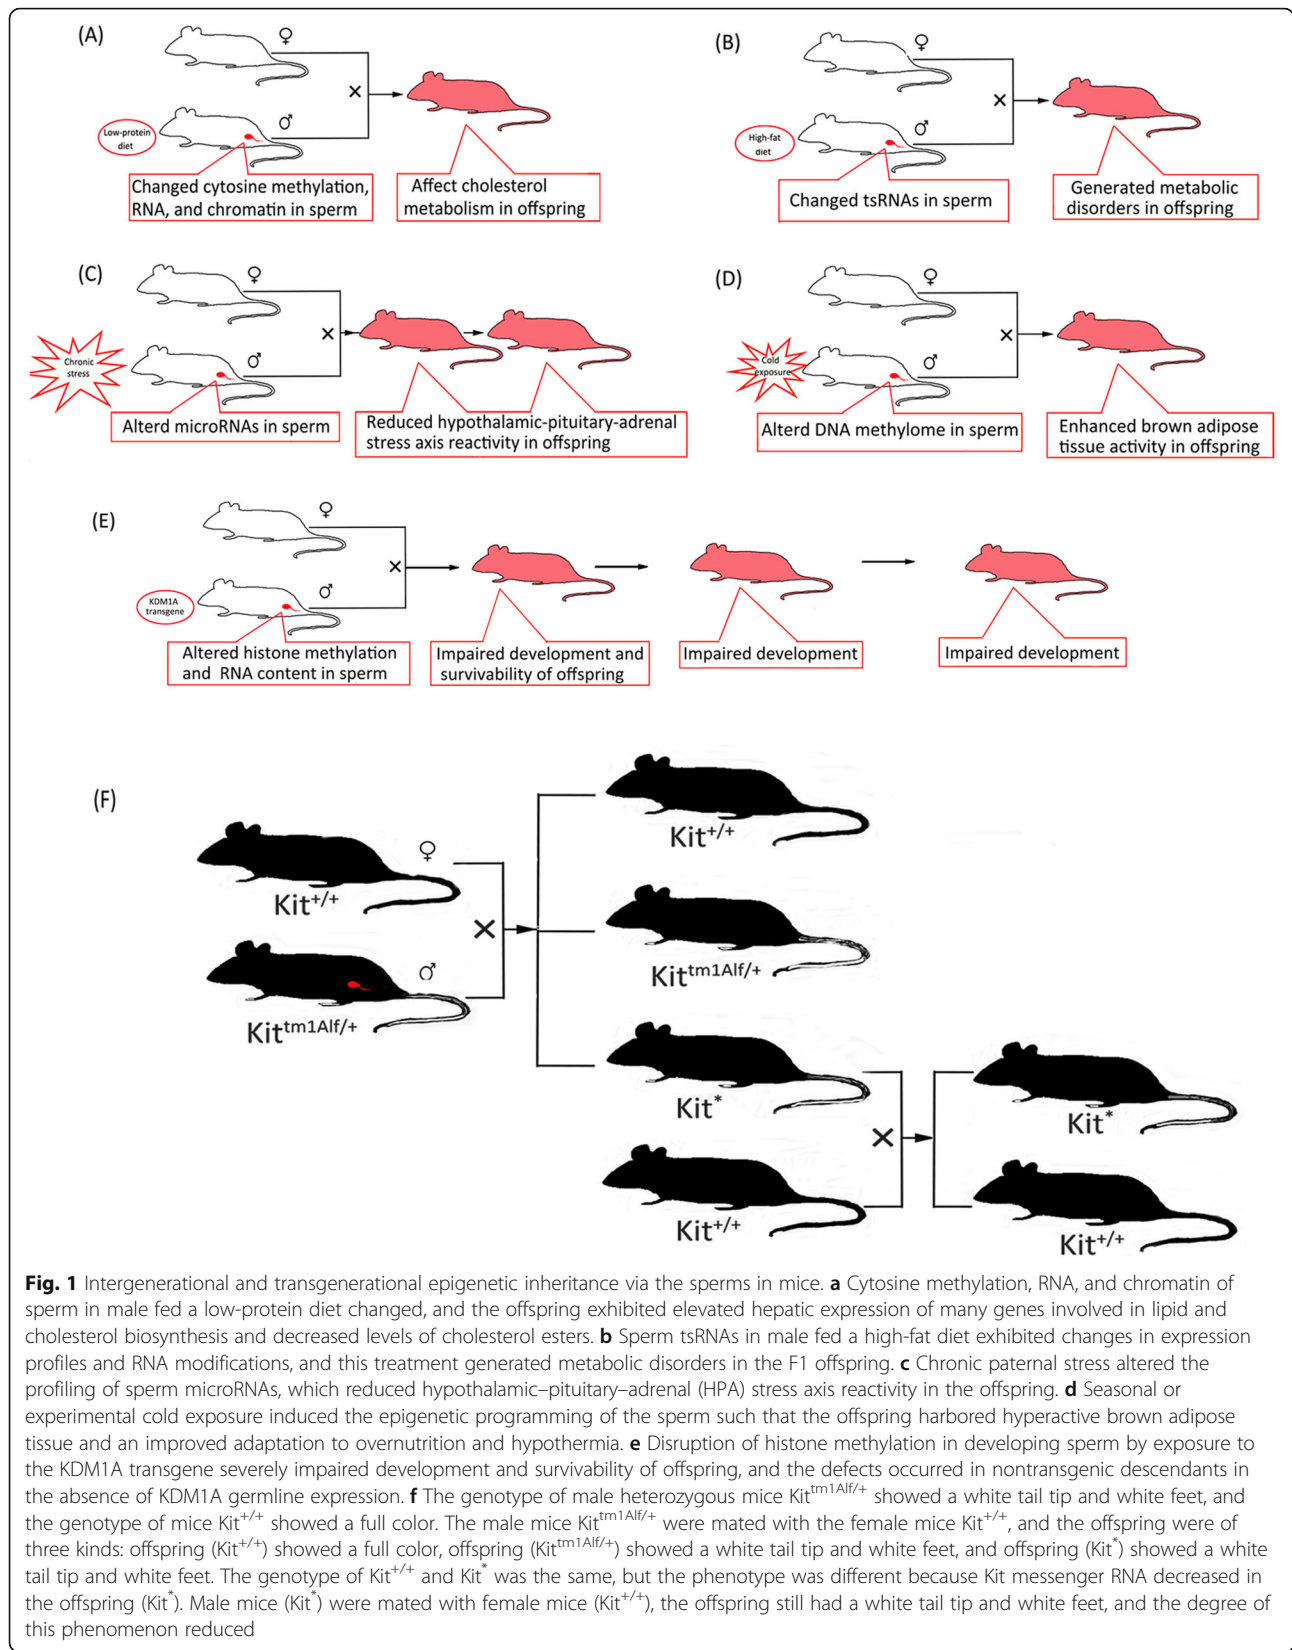 (A)
♀
×
♂
Low-protein
diet
Changed cytosine methylation,
RNA, and chromatin in sperm
Affect cholesterol
metabolism in offspring
(B)
♀
×
♂
High-fat
diet
Changed tsRNAs in sperm
Generated metabolic
disorders in offspring
(C)
♀
×
♂
Chronic
stress
Alterd microRNAs in sperm
Reduced hypothalamic-pituitary-adrenal
stress axis reactivity in offspring
(D)
♀
×
♂
Cold
exposure
Alterd DNA methylome in sperm
Enhanced brown adipose
tissue activity in offspring
(E)
♀
×
♂
KDM1A
transgene
Altered histone methylation
and RNA content in sperm
Impaired development and
survivability of offspring
Impaired development
Impaired development
(F)
♀
Kit+/+
×
♂
Kittm1Alf/+
Kit+/+
Kittm1Alf/+
Kit*
×
Kit+/+
Kit*
Kit+/+
Fig. 1 Intergenerational and transgenerational epigenetic inheritance via the sperms in mice. a Cytosine methylation, RNA, and chromatin of
sperm in male fed a low-protein diet changed, and the offspring exhibited elevated hepatic expression of many genes involved in lipid and
cholesterol biosynthesis and decreased levels of cholesterol esters. b Sperm tsRNAs in male fed a high-fat diet exhibited changes in expression
profiles and RNA modifications, and this treatment generated metabolic disorders in the F1 offspring. c Chronic paternal stress altered the
profiling of sperm microRNAs, which reduced hypothalamic–pituitary–adrenal (HPA) stress axis reactivity in the offspring. d Seasonal or
experimental cold exposure induced the epigenetic programming of the sperm such that the offspring harbored hyperactive brown adipose
tissue and an improved adaptation to overnutrition and hypothermia. e Disruption of histone methylation in developing sperm by exposure to
the KDM1A transgene severely impaired development and survivability of offspring, and the defects occurred in nontransgenic descendants in
the absence of KDM1A germline expression. f The genotype of male heterozygous mice Kittm1Alf/+ showed a white tail tip and white feet, and
the genotype of mice Kit+/+ showed a full color. The male mice Kittm1Alf/+ were mated with the female mice Kit+/+, and the offspring were of
three kinds: offspring (Kit+/+) showed a full color, offspring (Kittm1Alf/+) showed a white tail tip and white feet, and offspring (Kit*) showed a white
tail tip and white feet. The genotype of Kit+/+ and Kit* was the same, but the phenotype was different because Kit messenger RNA decreased in
the offspring (Kit*). Male mice (Kit*) were mated with female mice (Kit+/+), the offspring still had a white tail tip and white feet, and the degree of
this phenomenon reduced